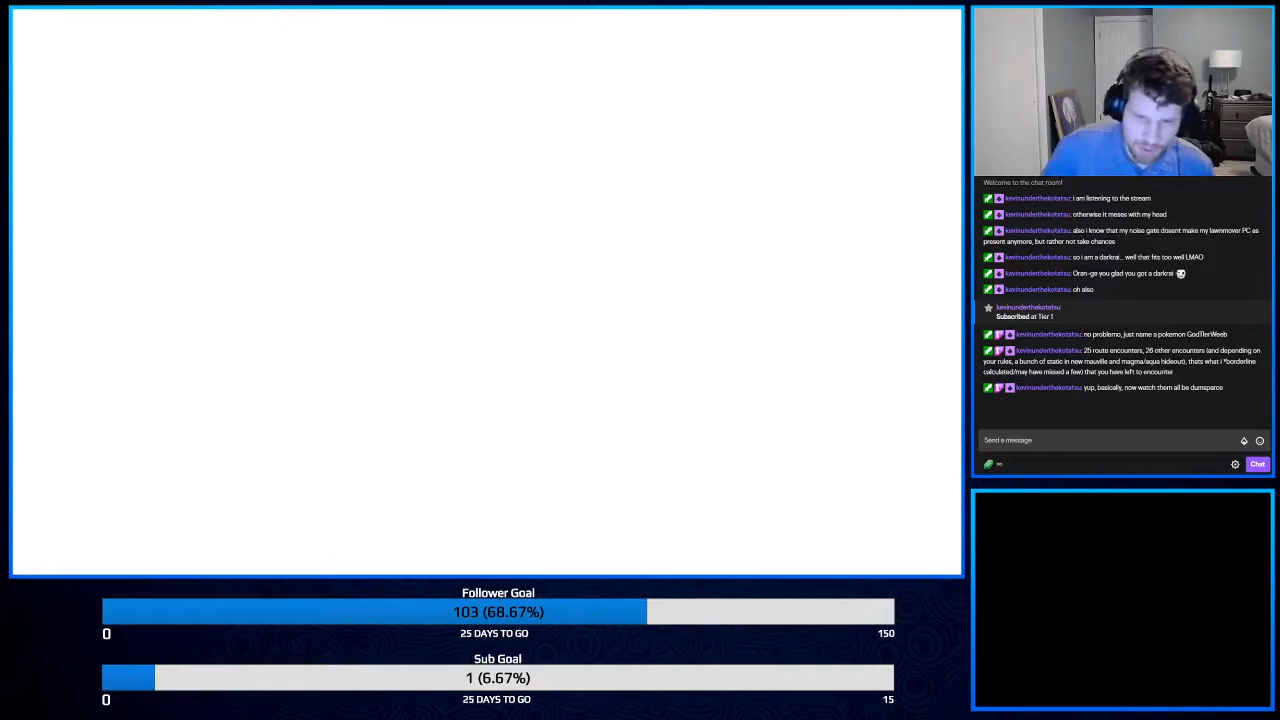 Welcome to the chat room!
kevinunderthekotatsu: i am listening to the stream
kevinunderthekotatsu: otherwise it meses with my head
kevinunderthekotatsu: also i know that my noise gate dosent make my lawnmover PC as
present anymore, but rather not take chances
kevinunderthekotatsu: so i am a darkrai... well that fits too well LMAO
kevinunderthekotatsu: Oran-ge you glad you got a darkrai
kevinunderthekotatsu: oh also
kevinunderthekotatsu
Subscribed at Tier 1
kevinunderthekotatsu: no problemo, just name a pokemon GodTierWeeb
kevinunderthekotatsu: 25 route encounters, 26 other encounters (and depending on
your rules, a bunch of static in new mauville and magma/aqua hideout), thats what i *borderline
calculated/may have missed a few) that you have left to encounter
kevinunderthekotatsu: yup, basically, now watch them all be dumsparce
Send a message
∞
Chat
Follower Goal
103 (68.67%)
0
25 DAYS TO GO
150
Sub Goal
1 (6.67%)
0
25 DAYS TO GO
15